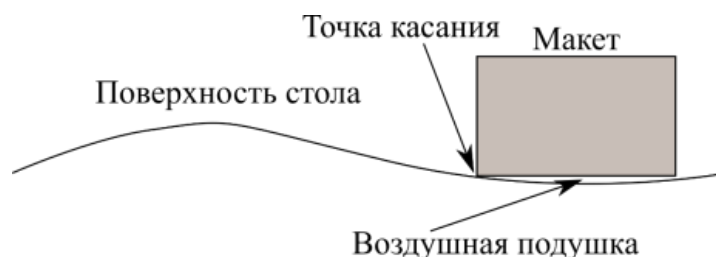 Точка касания
Макет
Поверхность стола
Воздушная подушка